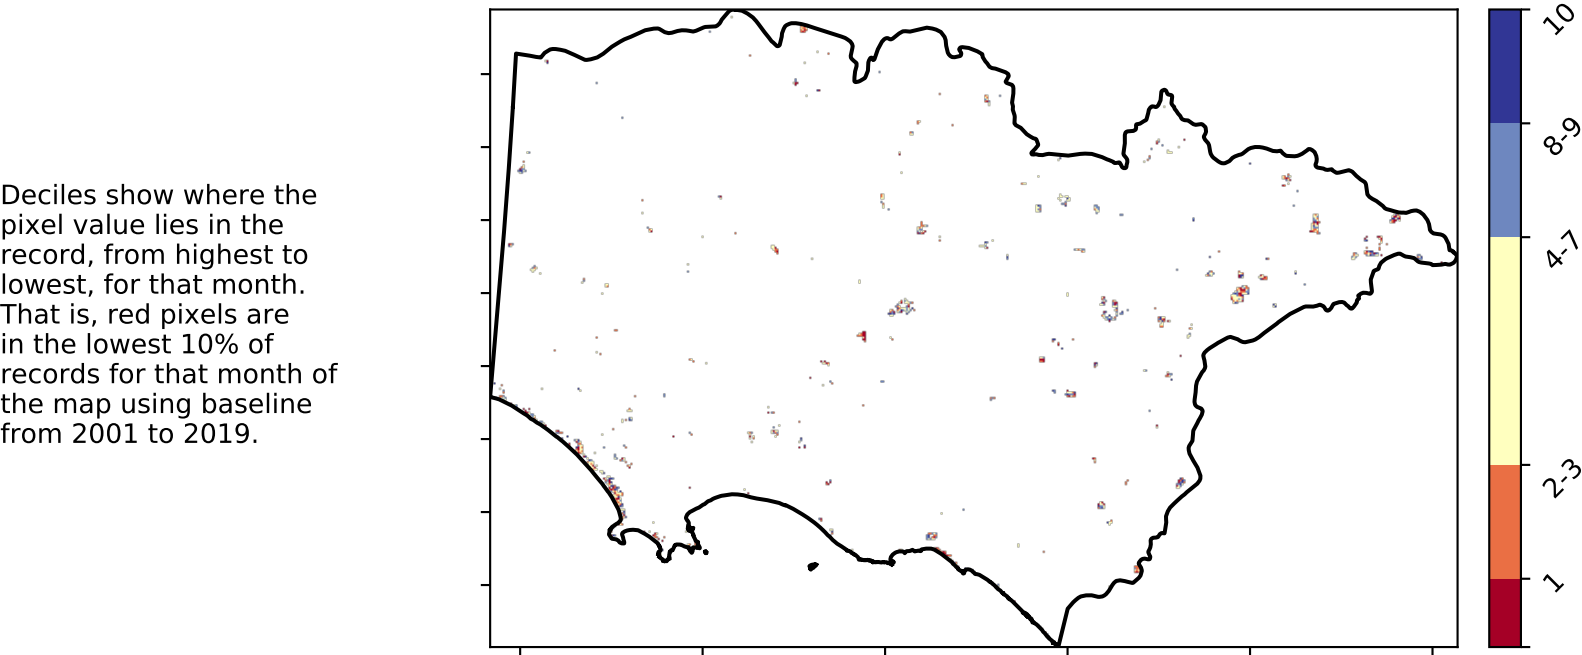 Deciles show where the
pixel value lies in the
record, from highest to
lowest, for that month.
That is, red pixels are
in the lowest 10% of
records for that month of
the map using baseline
from 2001 to 2019.
10
8-9
4-7
2-3
1